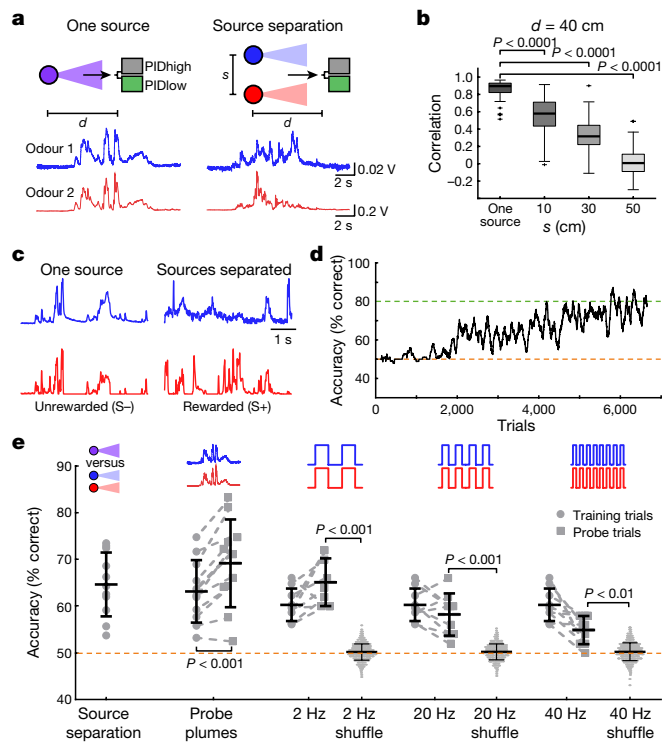 a
One source
Source separation
PIDhigh
PIDlow
s
d
d
Odour 1
0.02 V
2 s
Odour 2
0.2 V
2 s
b
d = 40 cm
P < 0.0001
P < 0.0001
P < 0.0001
Correlation
1.0
0.8
0.6
0.4
0.2
0
−0.2
One source
10
30
50
s (cm)
c
One source
Sources separated
1 s
Unrewarded (S−)
Rewarded (S+)
d
Accuracy (% correct)
100
80
60
40
0
2,000
4,000
6,000
Trials
e
versus
Training trials
Probe trials
Accuracy (% correct)
90
80
70
60
50
40
P < 0.001
P < 0.001
P < 0.001
P < 0.01
Source separation
Probe plumes
2 Hz
2 Hz shuffle
20 Hz
20 Hz shuffle
40 Hz
40 Hz shuffle